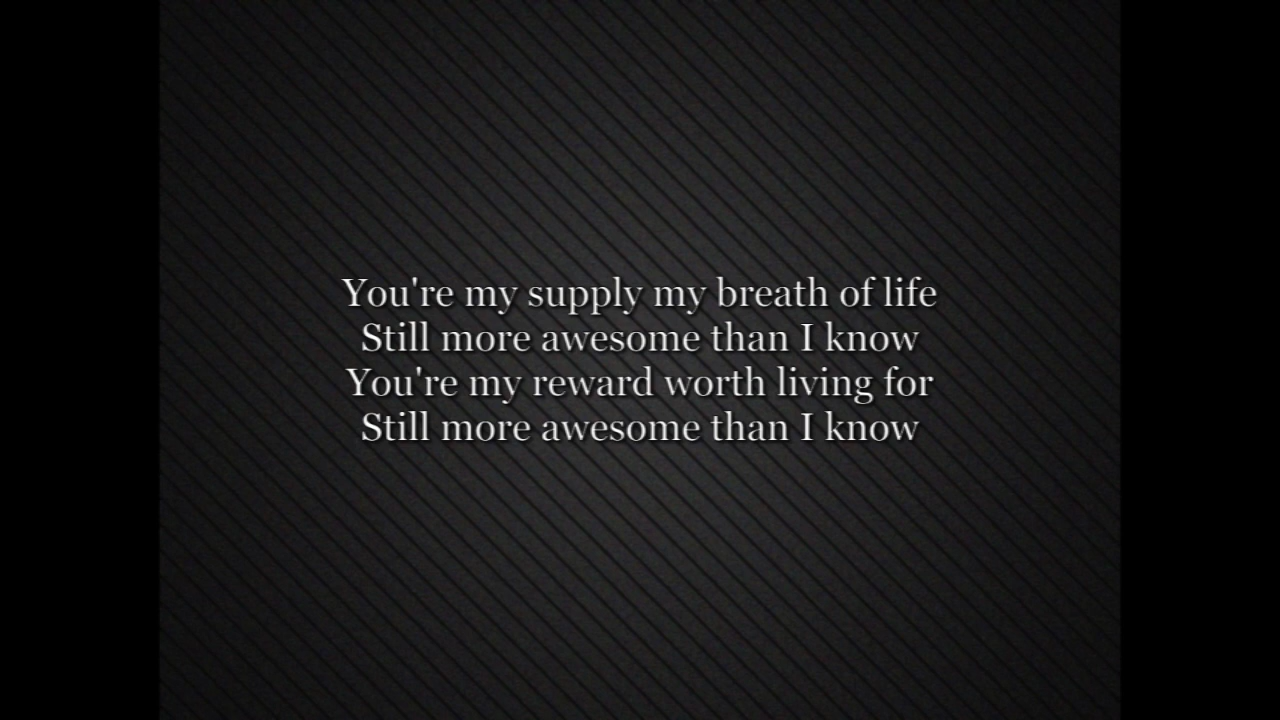 You're my supply my breath of life
Still more awesome than I know
You're my reward worth living for
Still more awesome than I know